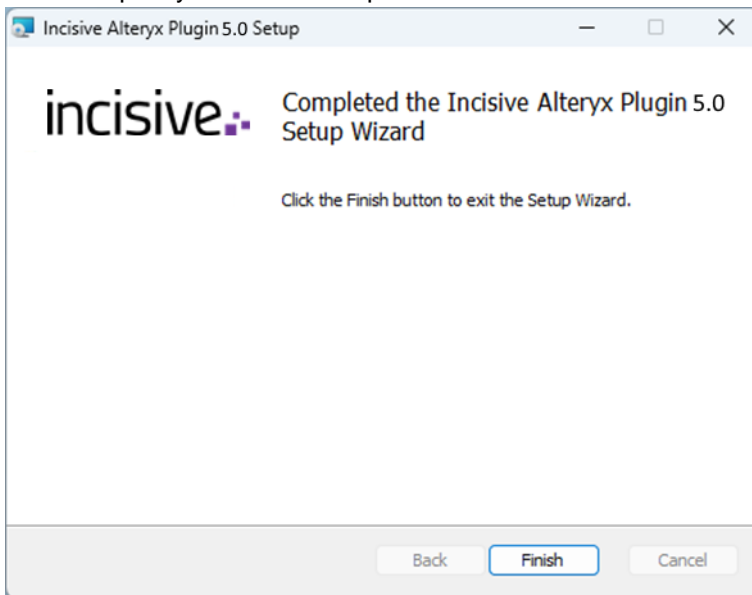 Incisive Alteryx Plugin 5.0 Setup
incisive
Completed the Incisive Alteryx Plugin 5.0
Setup Wizard
Click the Finish button to exit the Setup Wizard.
Back
Finish
Cancel